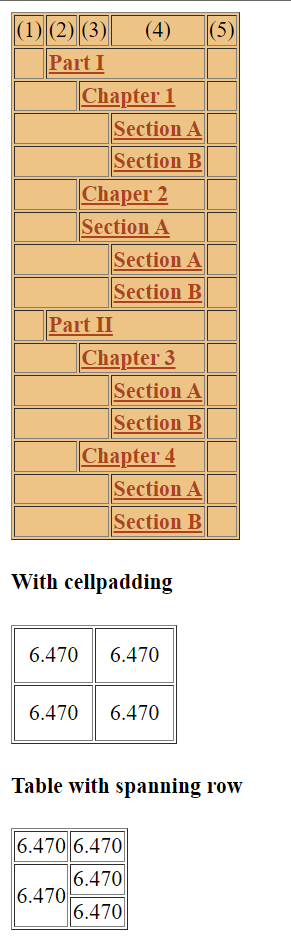 (1) (2) (3) (4) (5)
Part I
Chapter 1
Section A
Section B
Chaper 2
Section A
Section A
Section B
Part II
Chapter 3
Section A
Section B
Chapter 4
Section A
Section B
With cellpadding
6.470 6.470
6.470 6.470
Table with spanning row
6.470 6.470
6.470 6.470
6.470